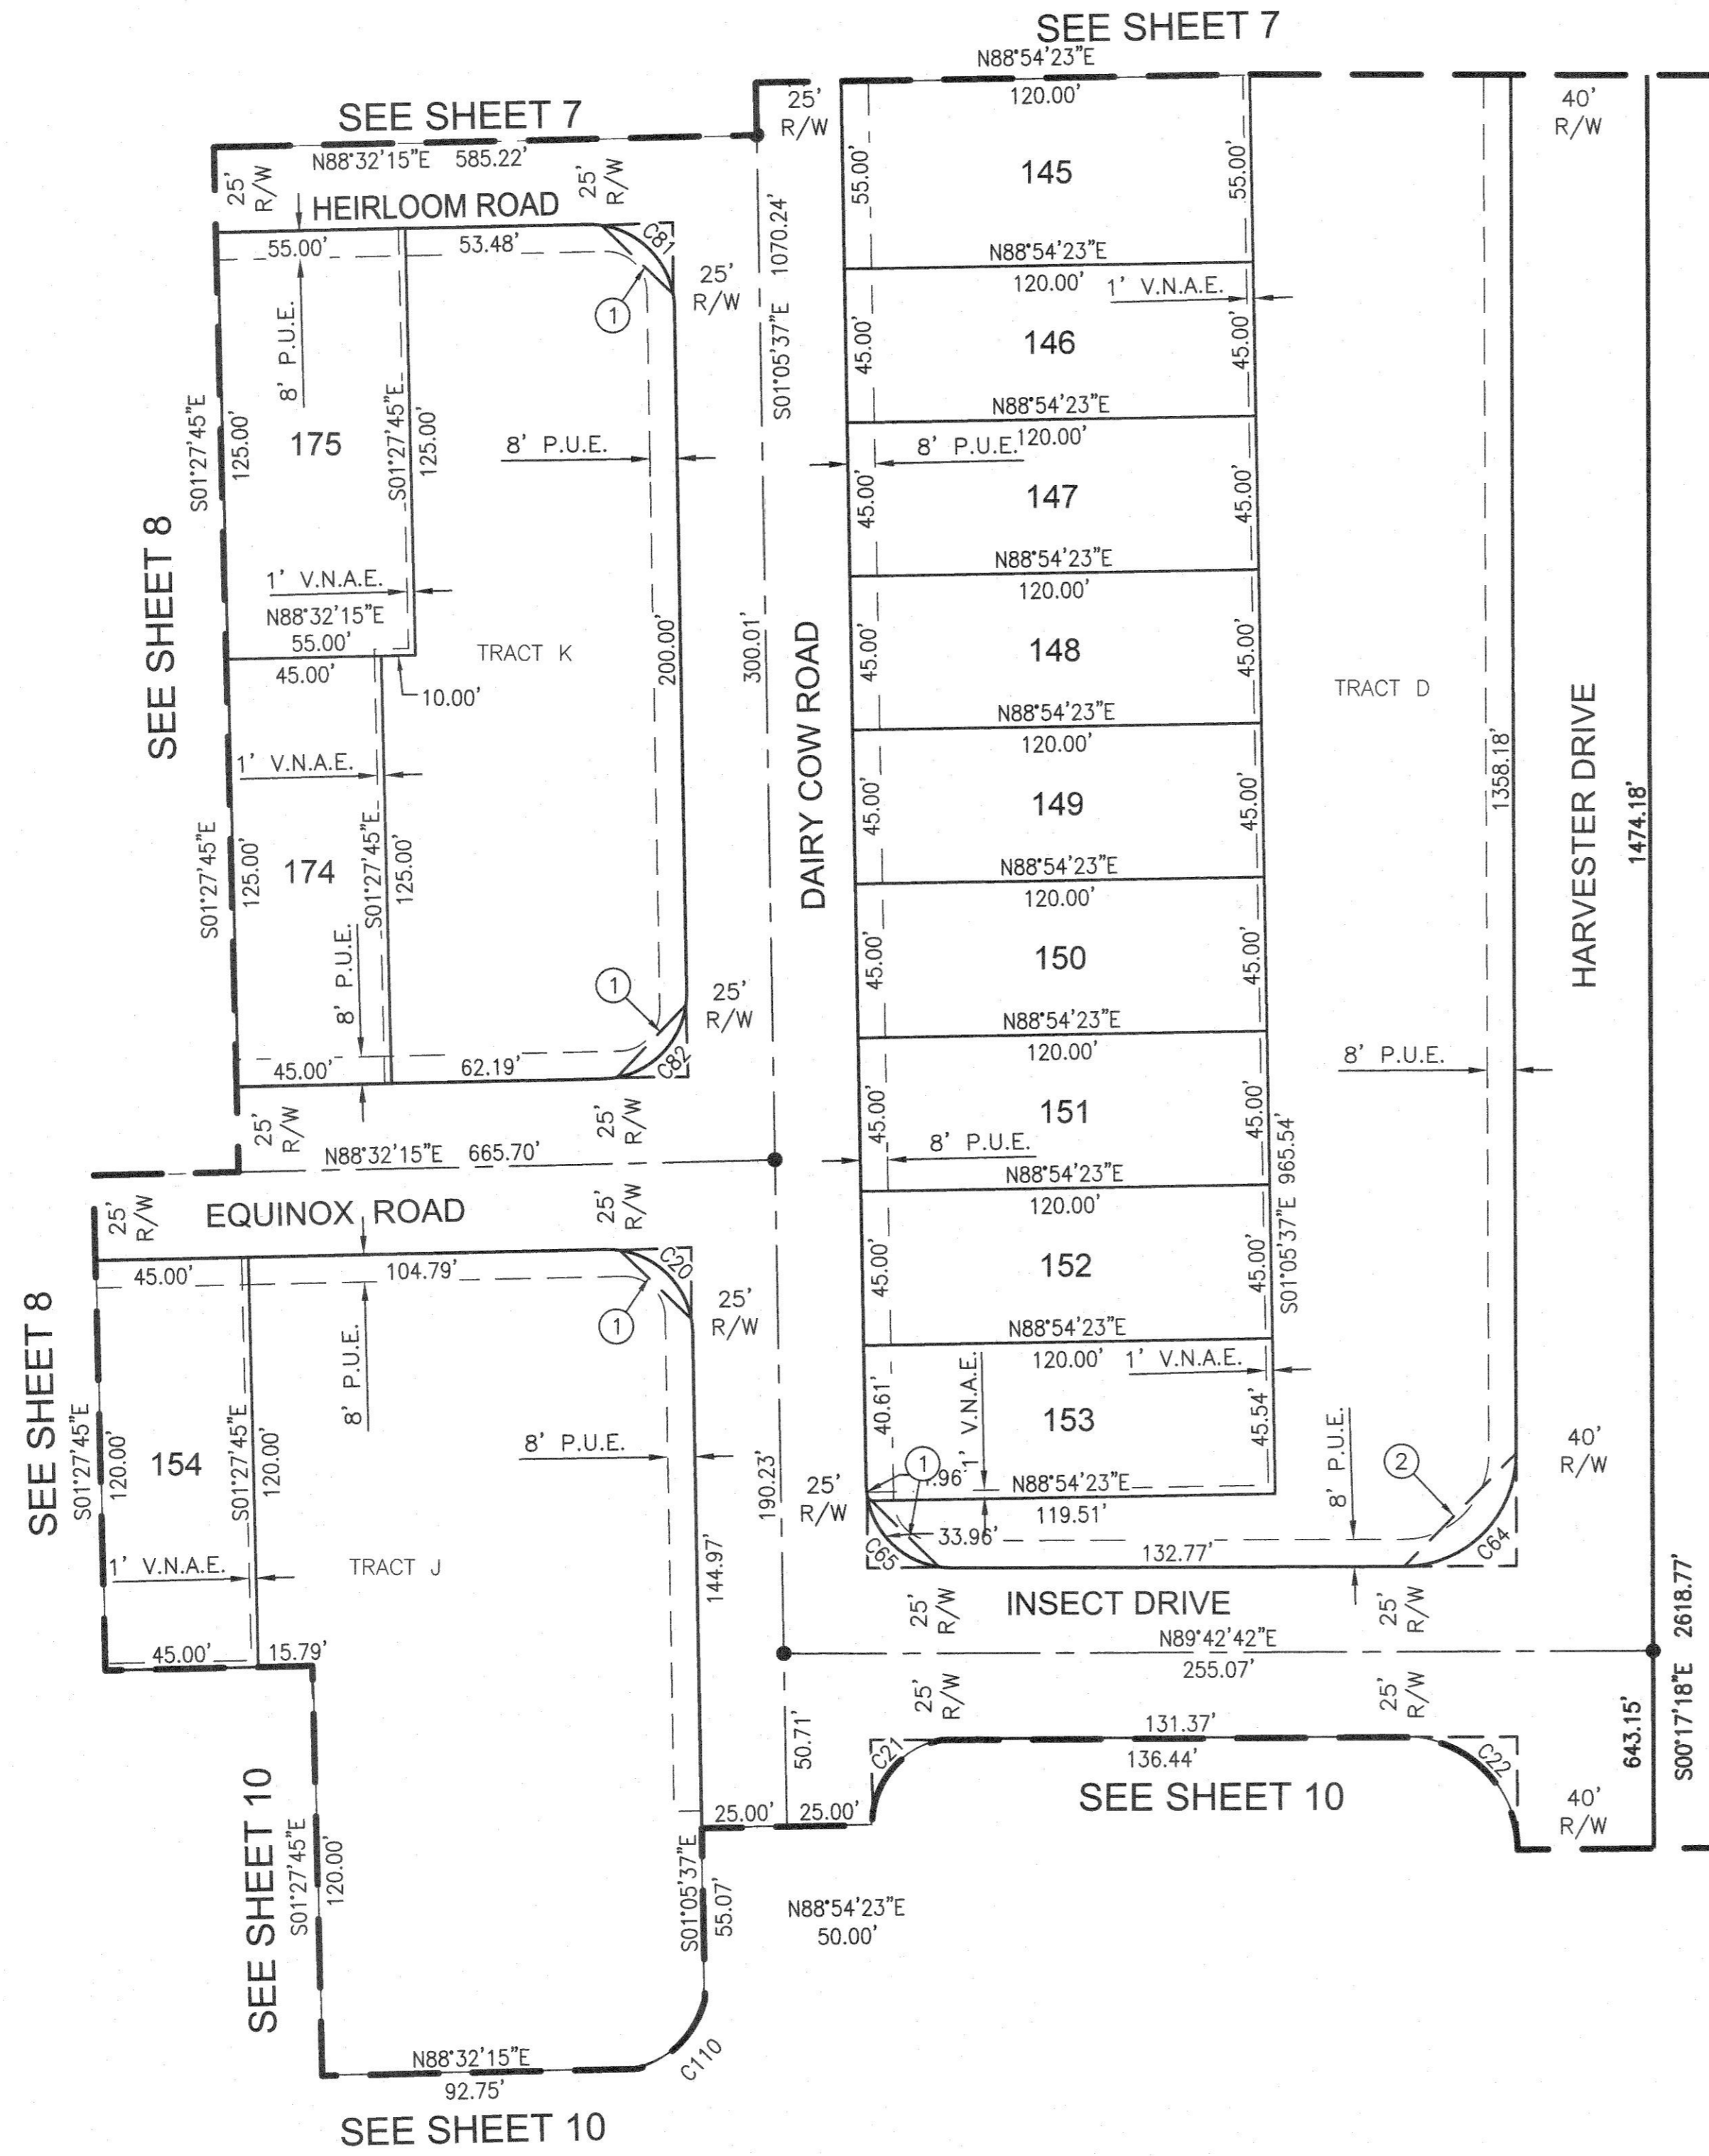 SEE SHEET 7
N88°54'23"E
120.00'
25'
R/W
40'
R/W
SEE SHEET 7
N88°32'15"E 585.22'
25'
R/W
25'
R/W
HEIRLOOM ROAD
55.00'
53.48'
C81
1
25'
R/W
8' P.U.E.
S01°05'37"E 1070.24'
55.00'
145
55.00'
N88°54'23"E
120.00'
1' V.N.A.E.
45.00'
146
45.00'
N88°54'23"E
120.00'
8' P.U.E.
45.00'
147
45.00'
N88°54'23"E
120.00'
45.00'
148
45.00'
N88°54'23"E
120.00'
45.00'
149
45.00'
N88°54'23"E
120.00'
45.00'
150
45.00'
N88°54'23"E
120.00'
45.00'
151
45.00'
8' P.U.E.
N88°54'23"E
120.00'
45.00'
152
45.00'
S01°05'37"E 965.54'
N88°54'23"E
120.00'
1' V.N.A.E.
1' V.N.A.E.
40.61'
153
45.54'
1
.96'
N88°54'23"E
119.51'
33.96'
C65
132.77'
8' P.U.E.
2
C64
TRACT D
1358.18'
8' P.U.E.
HARVESTER DRIVE
1474.18'
40'
R/W
SEE SHEET 8
S01°27'45"E
125.00'
175
S01°27'45"E
125.00'
8' P.U.E.
1' V.N.A.E.
N88°32'15"E
55.00'
45.00'
10.00'
TRACT K
200.00'
300.01'
DAIRY COW ROAD
1' V.N.A.E.
S01°27'45"E
125.00'
174
S01°27'45"E
125.00'
8' P.U.E.
1
25'
R/W
45.00'
62.19'
C82
25'
R/W
25'
R/W
N88°32'15"E 665.70'
25'
R/W
EQUINOX ROAD
25'
R/W
45.00'
104.79'
C20
1
25'
R/W
8' P.U.E.
8' P.U.E.
SEE SHEET 8
S01°27'45"E
120.00'
154
S01°27'45"E
120.00'
1' V.N.A.E.
TRACT J
144.97'
190.23'
25'
R/W
45.00'
15.79'
25'
R/W
INSECT DRIVE
25'
R/W
N89°42'42"E
255.07'
25'
R/W
25'
R/W
S00°17'18"E 2618.77'
643.15'
50.71'
C21
131.37'
136.44'
C22
SEE SHEET 10
40'
R/W
25.00'
25.00'
SEE SHEET 10
S01°27'45"E
120.00'
S01°05'37"E
55.07'
N88°54'23"E
50.00'
N88°32'15"E
92.75'
C110
SEE SHEET 10